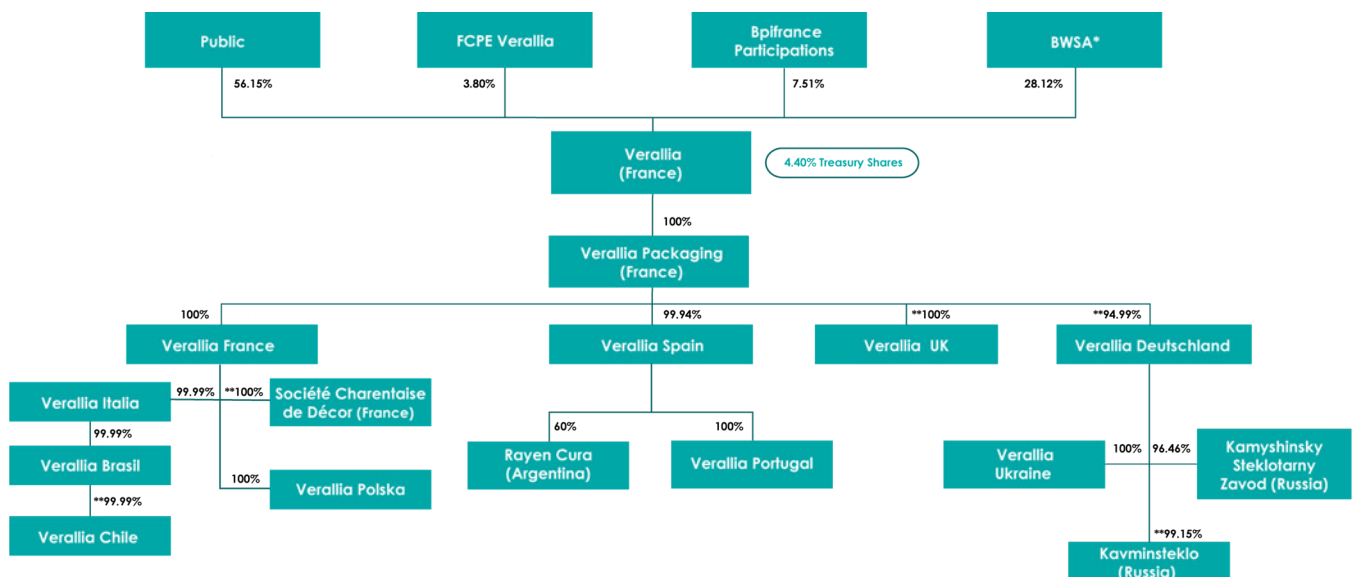 Public
FCPE Verallia
Bpifrance
Participations
BWSA*
56.15%
3.80%
7.51%
28.12%
Verallia
(France)
4.40% Treasury Shares
100%
Verallia Packaging
(France)
100%
99.94%
**100%
**94.99%
Verallia France
Verallia Spain
Verallia UK
Verallia Deutschland
99.99%
**100%
Verallia Italia
Société Charentaise
de Décor (France)
99.99%
60%
100%
Verallia Brasil
100%
Verallia Polska
**99.99%
Verallia Chile
Rayen Cura
(Argentina)
Verallia Portugal
Verallia
Ukraine
100%
96.46%
Kamyshinsky
Steklotarny
Zavod (Russia)
**99.15%
Kavminsteklo
(Russia)